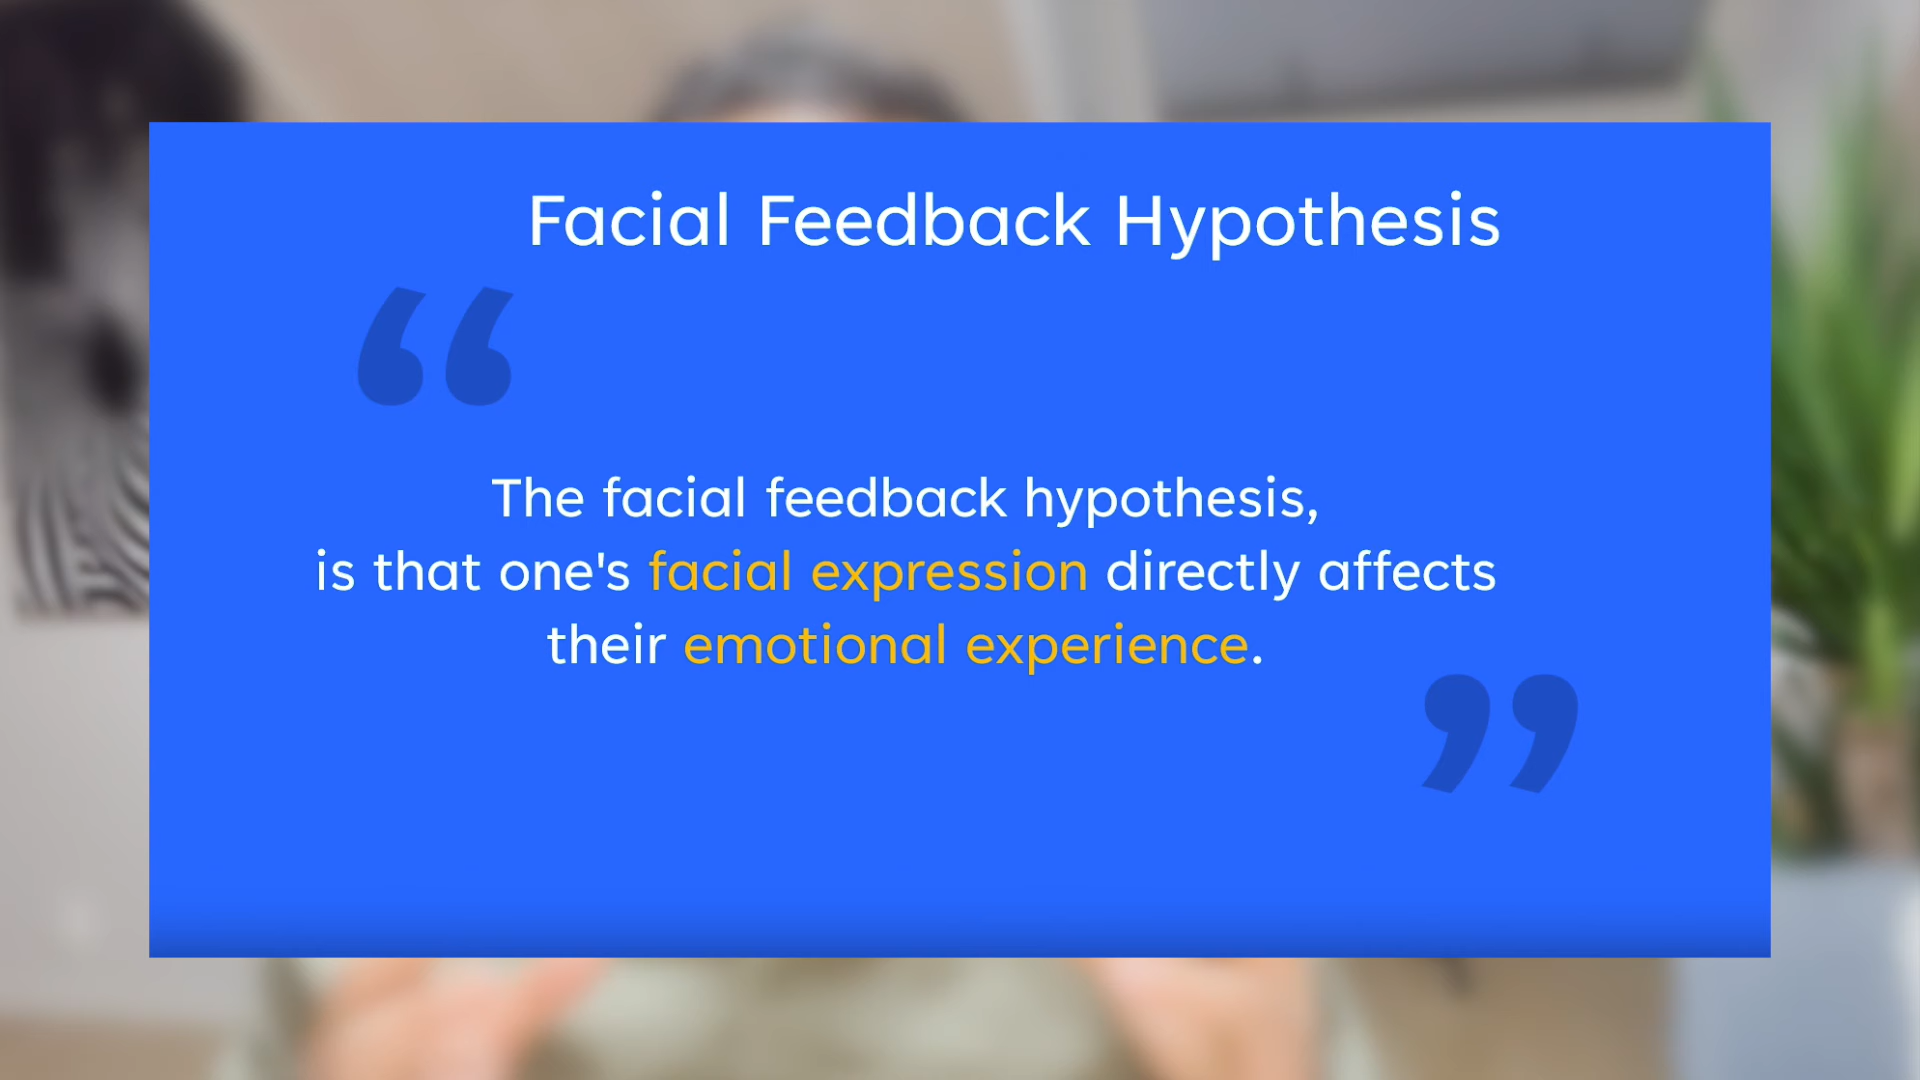 Facial Feedback Hypothesis
“
The facial feedback hypothesis,
is that one's facial expression directly affects
their emotional experience.
”